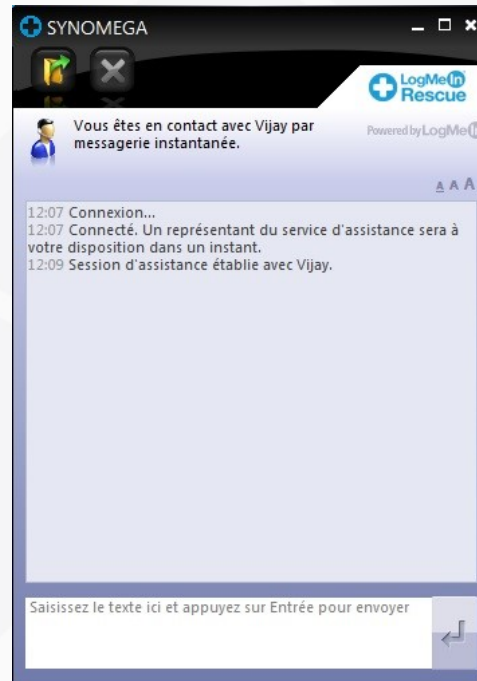 SYNOMEGA
LogMeIn
Rescue
Vous êtes en contact avec Vijay par
messagerie instantanée.
Powered by LogMeIn
A A A
12:07 Connexion...
12:07 Connecté. Un représentant du service d'assistance sera à
votre disposition dans un instant.
12:09 Session d'assistance établie avec Vijay.
Saisissez le texte ici et appuyez sur Entrée pour envoyer